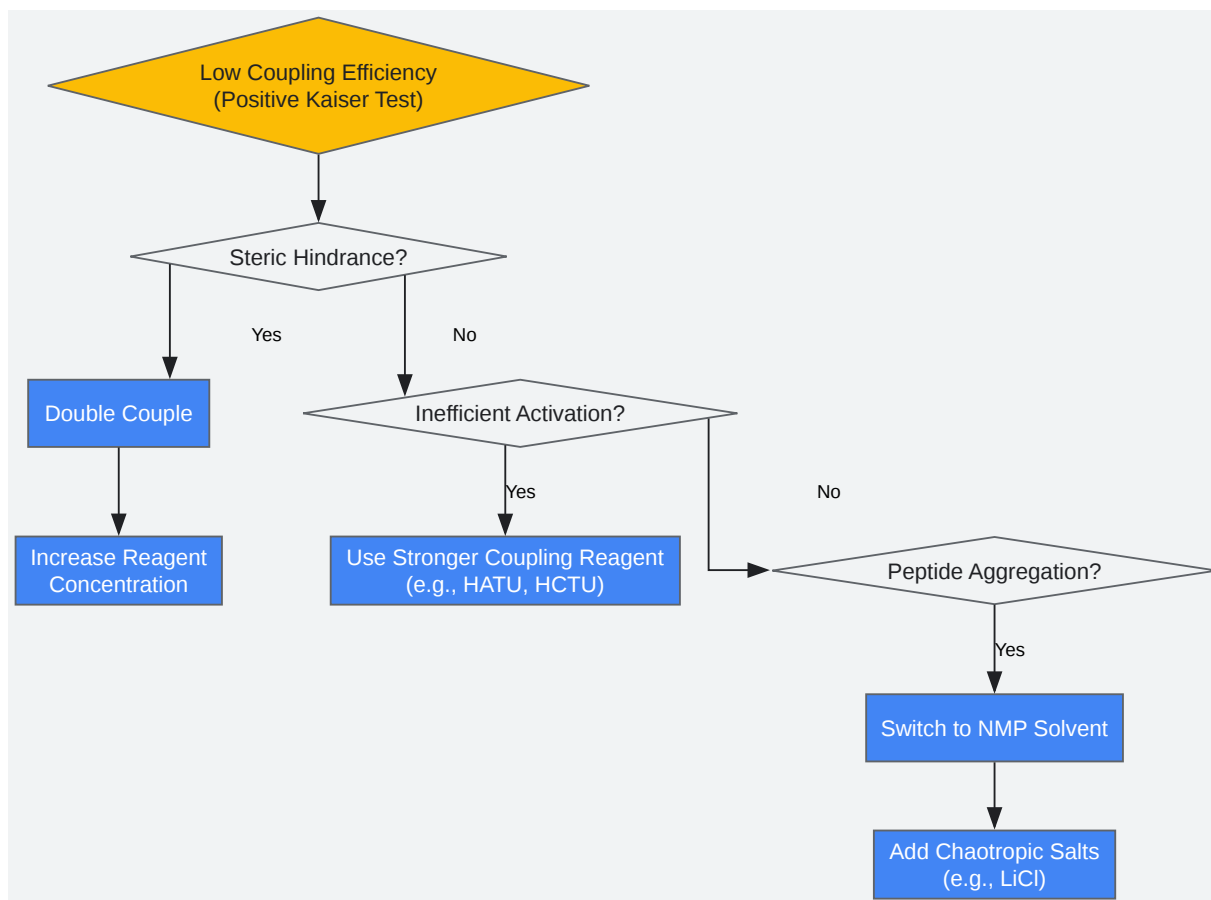 Low Coupling Efficiency
(Positive Kaiser Test)
Steric Hindrance?
Yes
No
Double Couple
Inefficient Activation?
Yes
No
Increase Reagent
Concentration
Use Stronger Coupling Reagent
(e.g., HATU, HCTU)
Peptide Aggregation?
Yes
Switch to NMP Solvent
Add Chaotropic Salts
(e.g., LiCl)